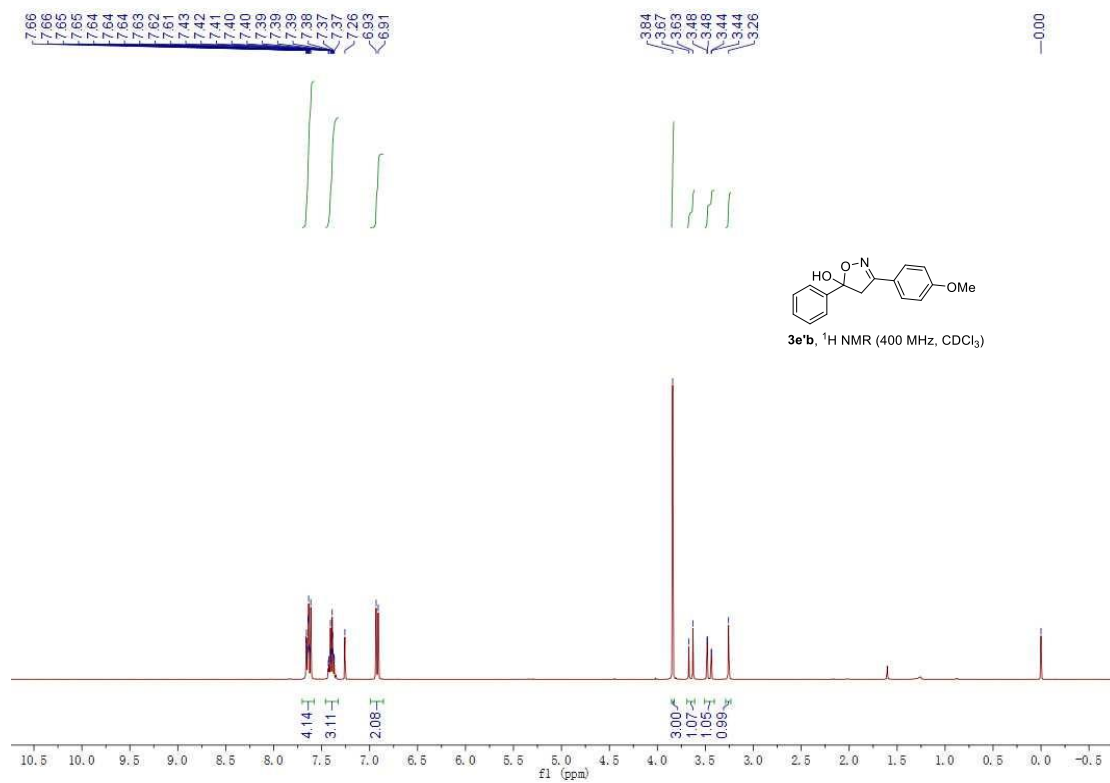 7.66 7.66 7.65 7.65 7.64 7.64 7.64 7.63 7.62 7.61 7.43 7.42 7.41 7.40 7.40 7.39 7.39 7.39 7.38 7.37 7.37 7.26 6.93 6.91
3.84 3.67 3.63 3.48 3.48 3.44 3.44 3.26
0.00
HO O N
OMe
3e'b, ¹H NMR (400 MHz, CDCl₃)
4.14 3.11 2.08 3.00 1.07 1.05 0.99
10.5 10.0 9.5 9.0 8.5 8.0 7.5 7.0 6.5 6.0 5.5 5.0 4.5 4.0 3.5 3.0 2.5 2.0 1.5 1.0 0.5 0.0 -0.5
f1 (ppm)